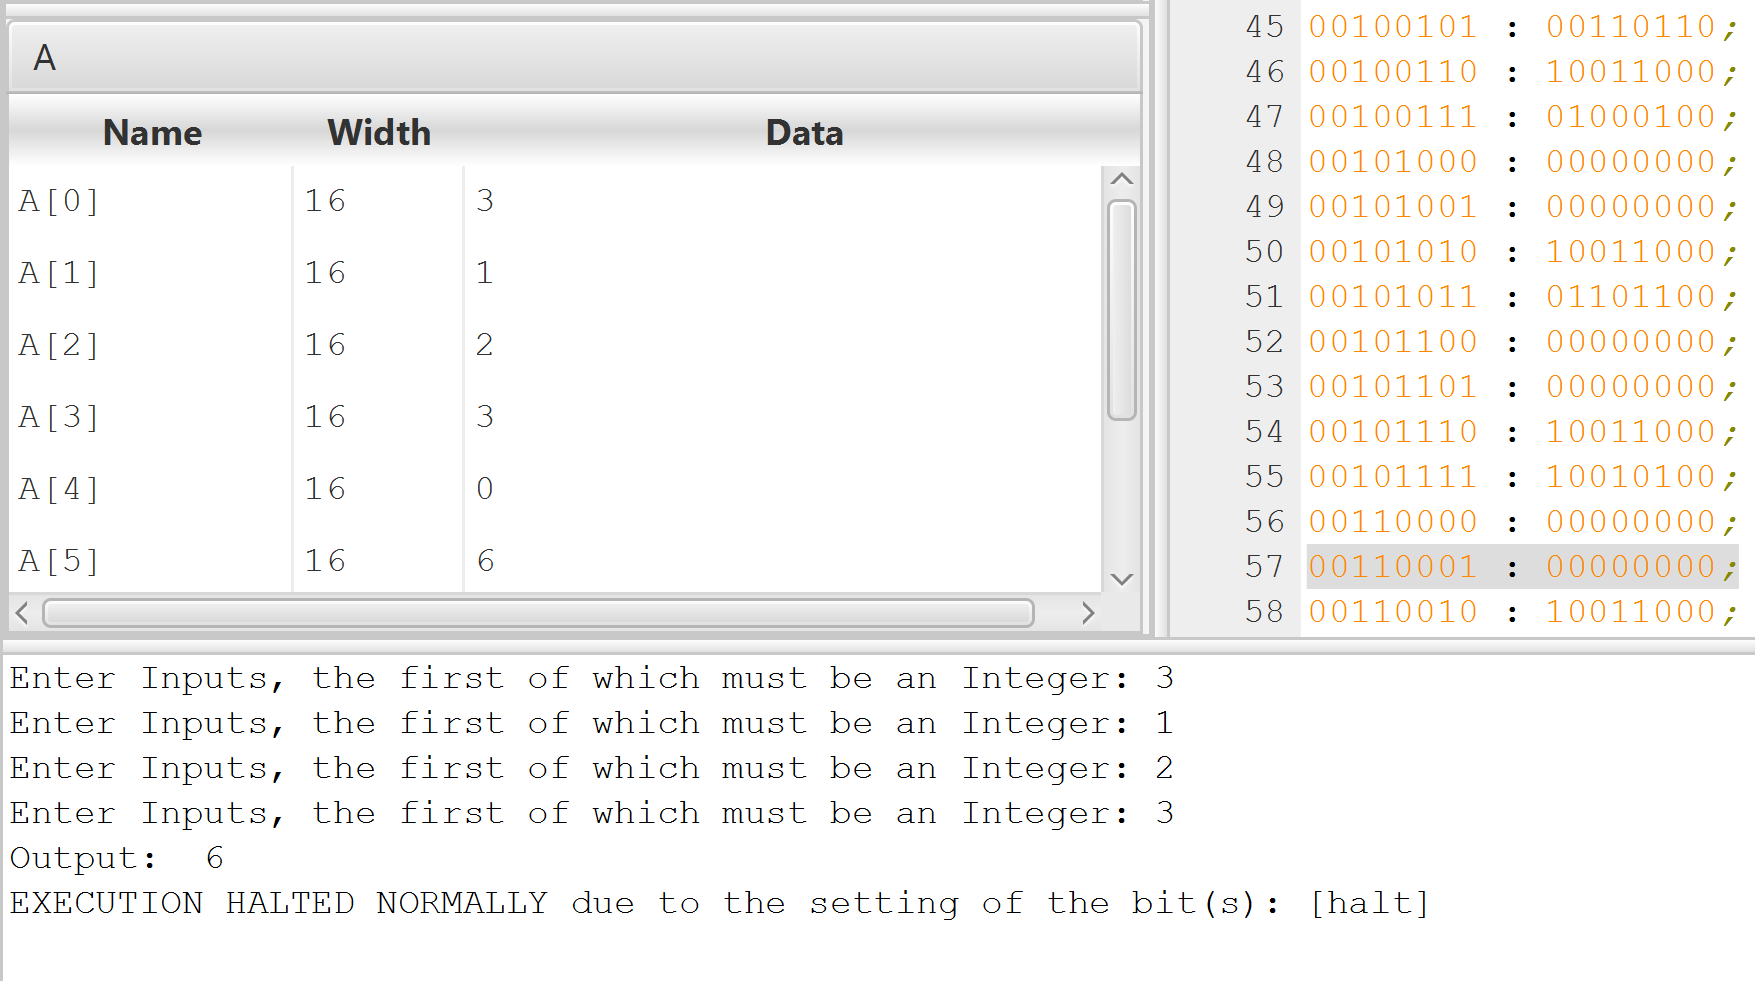 A
Name Width Data
A[0] 16 3
A[1] 16 1
A[2] 16 2
A[3] 16 3
A[4] 16 0
A[5] 16 6
45 00100101 : 00110110;
46 00100110 : 10011000;
47 00100111 : 01000100;
48 00101000 : 00000000;
49 00101001 : 00000000;
50 00101010 : 10011000;
51 00101011 : 01101100;
52 00101100 : 00000000;
53 00101101 : 00000000;
54 00101110 : 10011000;
55 00101111 : 10010100;
56 00110000 : 00000000;
57 00110001 : 00000000;
58 00110010 : 10011000;
Enter Inputs, the first of which must be an Integer: 3
Enter Inputs, the first of which must be an Integer: 1
Enter Inputs, the first of which must be an Integer: 2
Enter Inputs, the first of which must be an Integer: 3
Output:  6
EXECUTION HALTED NORMALLY due to the setting of the bit(s): [halt]